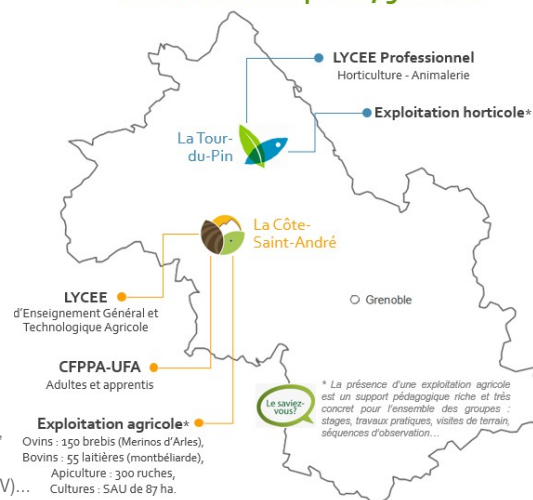 LYCEE Professionnel
Horticulture - Animalerie
Exploitation horticole*
La Tour-
du-Pin
La Côte-
Saint-André
LYCEE
d’Enseignement Général et
Technologique Agricole
Grenoble
CFPPA-UFA
Adultes et apprentis
Le saviez-
vous?
* La présence d’une exploitation agricole
est un support pédagogique riche et très
concret pour l’ensemble des groupes :
stages, travaux pratiques, visites de terrain,
séquences d’observation…
Exploitation agricole*
Ovins : 150 brebis (Merinos d’Arles),
Bovins : 55 laitières (montbéliarde),
Apiculture : 300 ruches,
Cultures : SAU de 87 ha.
V)…